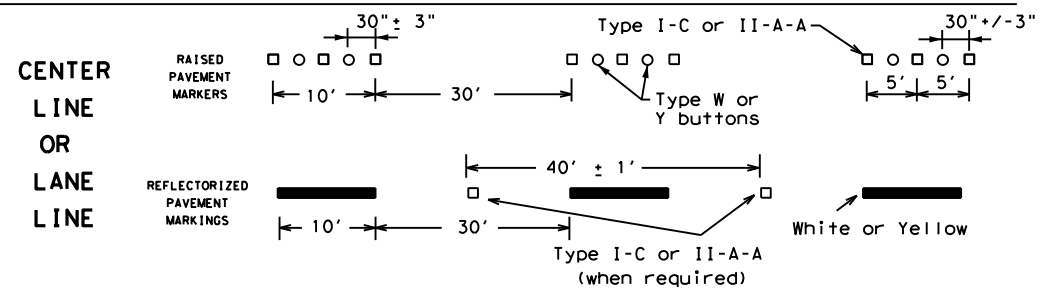 CENTER
LINE
OR
LANE
LINE
RAISED
PAVEMENT
MARKERS
30"± 3"
10'
30'
Type I-C or II-A-A
Type W or
Y buttons
30"+/-3"
5'
5'
REFLECTORIZED
PAVEMENT
MARKINGS
10'
30'
40' ± 1'
Type I-C or II-A-A
(when required)
White or Yellow